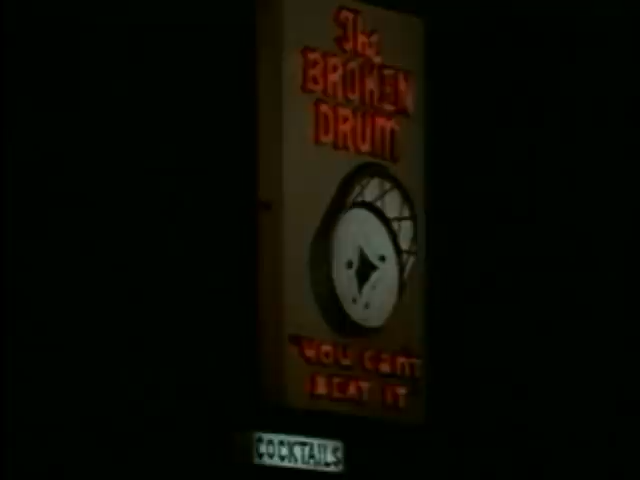 The
BROKEN
DRUM
"YOU CAN'T
BEAT IT"
COCKTAILS